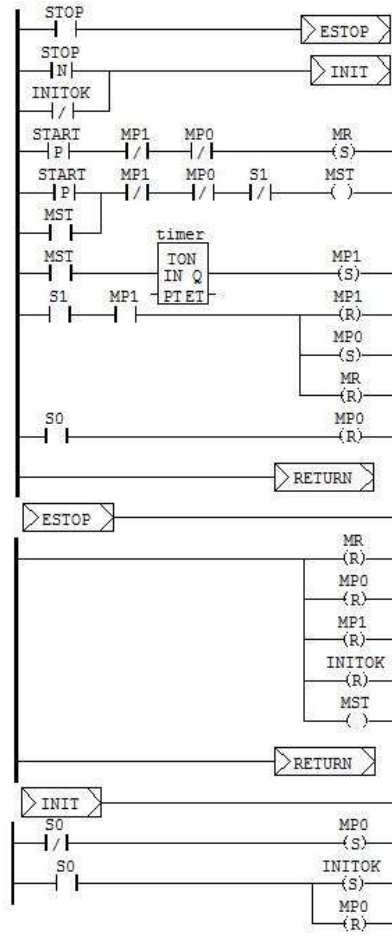 STOP
ESTOP
STOP
N
INIT
INITOK
/
START MP1 MP0 MR
P / / (S)
START MP1 MP0 S1 MST
P / / / ( )
MST
timer
MST TON MP1
IN Q (S)
PT ET
S1 MP1 MP1
(R)
MP0
(S)
MR
(R)
S0 MP0
(R)
RETURN
ESTOP
MR
(R)
MP0
(R)
MP1
(R)
INITOK
(R)
MST
( )
RETURN
INIT
S0 MP0
/ (S)
S0 INITOK
(S)
MP0
(R)